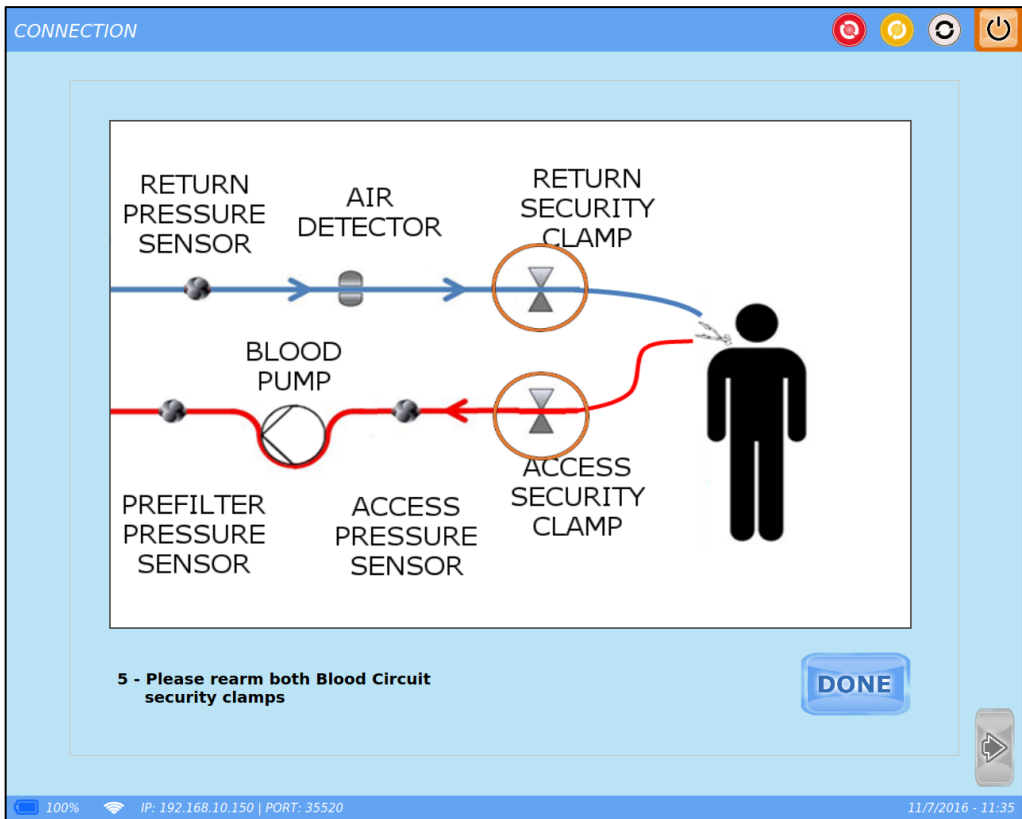 CONNECTION
RETURN
PRESSURE
SENSOR
AIR
DETECTOR
RETURN
SECURITY
CLAMP
BLOOD
PUMP
PREFILTER
PRESSURE
SENSOR
ACCESS
PRESSURE
SENSOR
ACCESS
SECURITY
CLAMP
5 - Please rearm both Blood Circuit
security clamps
DONE
100% IP: 192.168.10.150 | PORT: 35520 11/7/2016 - 11:35